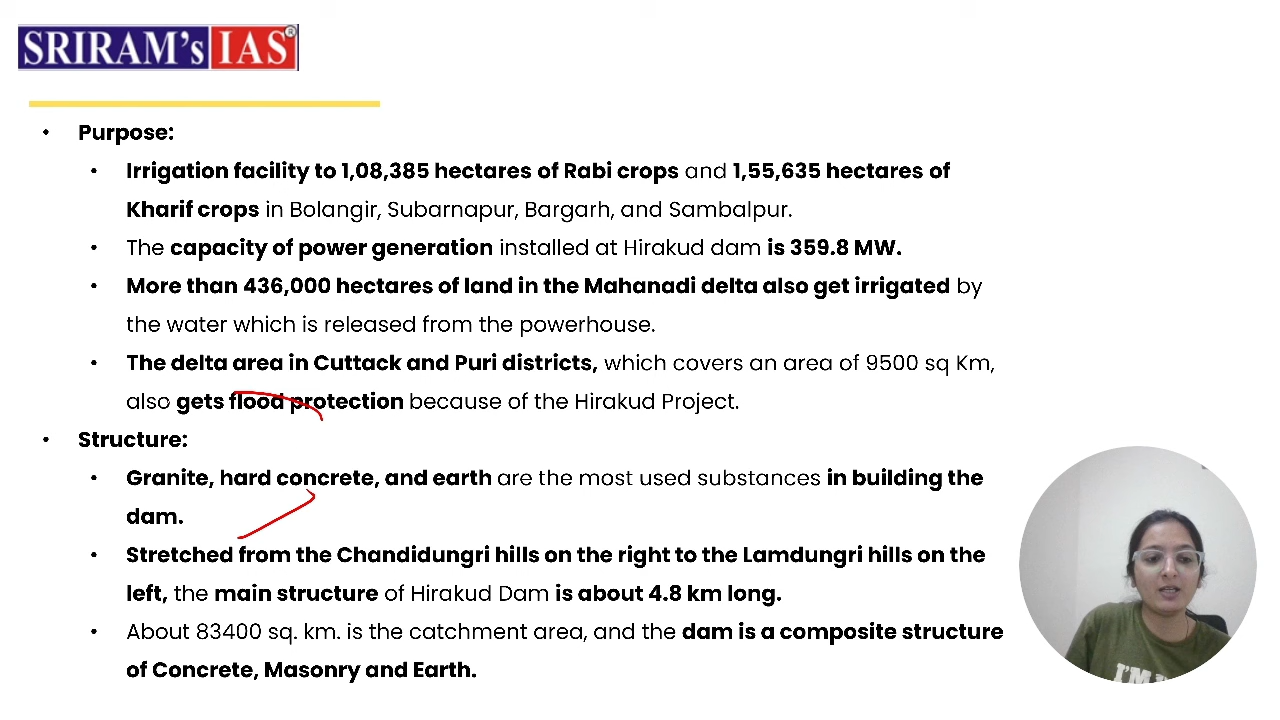 SRIRAM's IAS ®
• Purpose:
• Irrigation facility to 1,08,385 hectares of Rabi crops and 1,55,635 hectares of
Kharif crops in Bolangir, Subarnapur, Bargarh, and Sambalpur.
• The capacity of power generation installed at Hirakud dam is 359.8 MW.
• More than 436,000 hectares of land in the Mahanadi delta also get irrigated by
the water which is released from the powerhouse.
• The delta area in Cuttack and Puri districts, which covers an area of 9500 sq Km,
also gets flood protection because of the Hirakud Project.
• Structure:
• Granite, hard concrete, and earth are the most used substances in building the
dam.
• Stretched from the Chandidungri hills on the right to the Lamdungri hills on the
left, the main structure of Hirakud Dam is about 4.8 km long.
• About 83400 sq. km. is the catchment area, and the dam is a composite structure
of Concrete, Masonry and Earth.
I'M